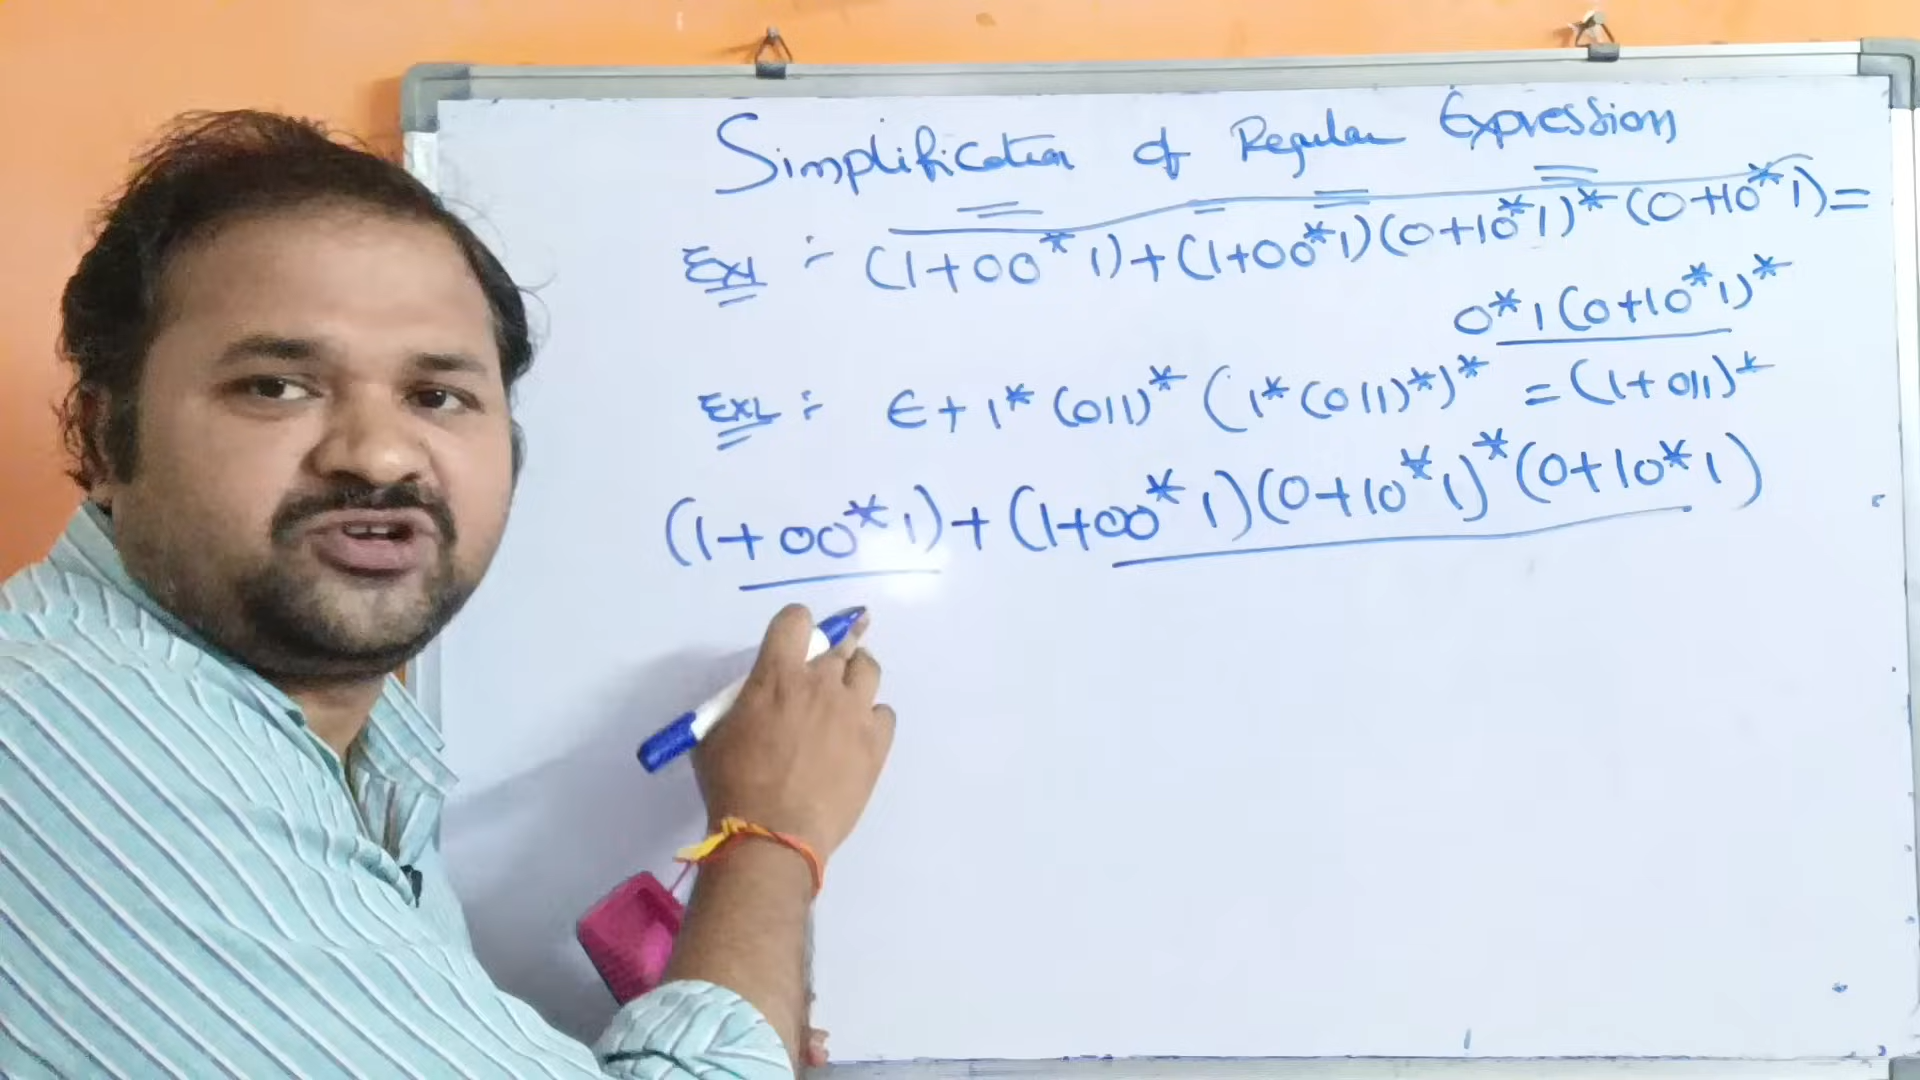 Simplification of Regular Expressions
Ex1 :- (1+00*1)+(1+00*1)(0+10*1)*(0+10*1)=
0*1(0+10*1)*
Ex2 :- ϵ+1*(011)*(1*(011)*)* =(1+011)*
(1+00*1)+(1+00*1)(0+10*1)*(0+10*1)